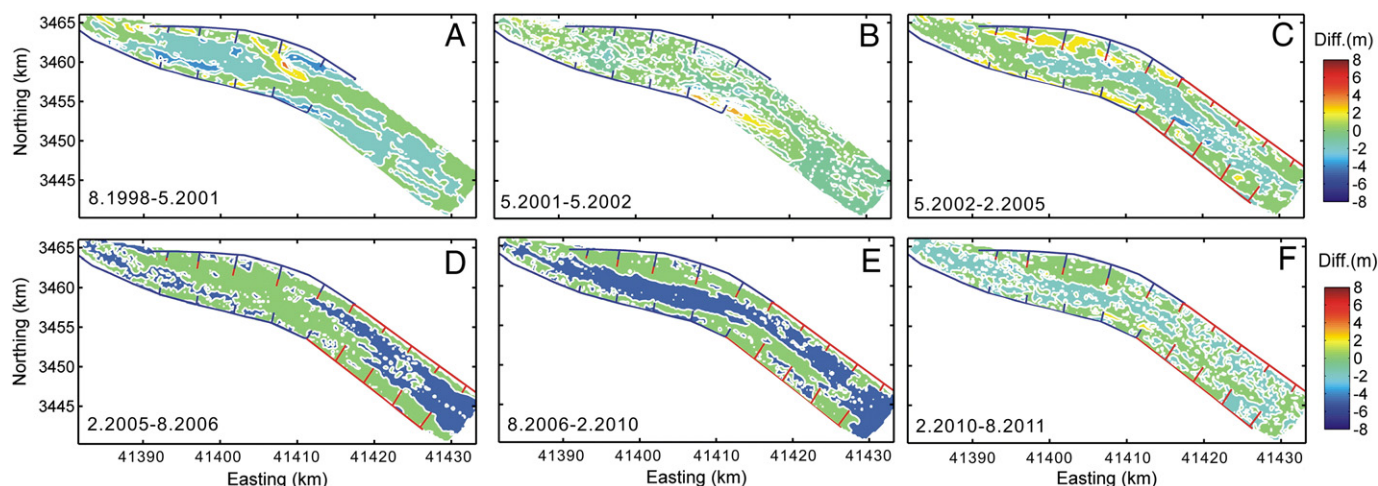 A
B
C
Diff.(m)
8
6
4
2
0
-2
-4
-6
-8
3465
3460
3455
3450
3445
Northing (km)
8.1998-5.2001
5.2001-5.2002
5.2002-2.2005
D
E
F
Diff.(m)
8
6
4
2
0
-2
-4
-6
-8
3465
3460
3455
3450
3445
Northing (km)
2.2005-8.2006
8.2006-2.2010
2.2010-8.2011
41390 41400 41410 41420 41430
41390 41400 41410 41420 41430
41390 41400 41410 41420 41430
Easting (km)
Easting (km)
Easting (km)